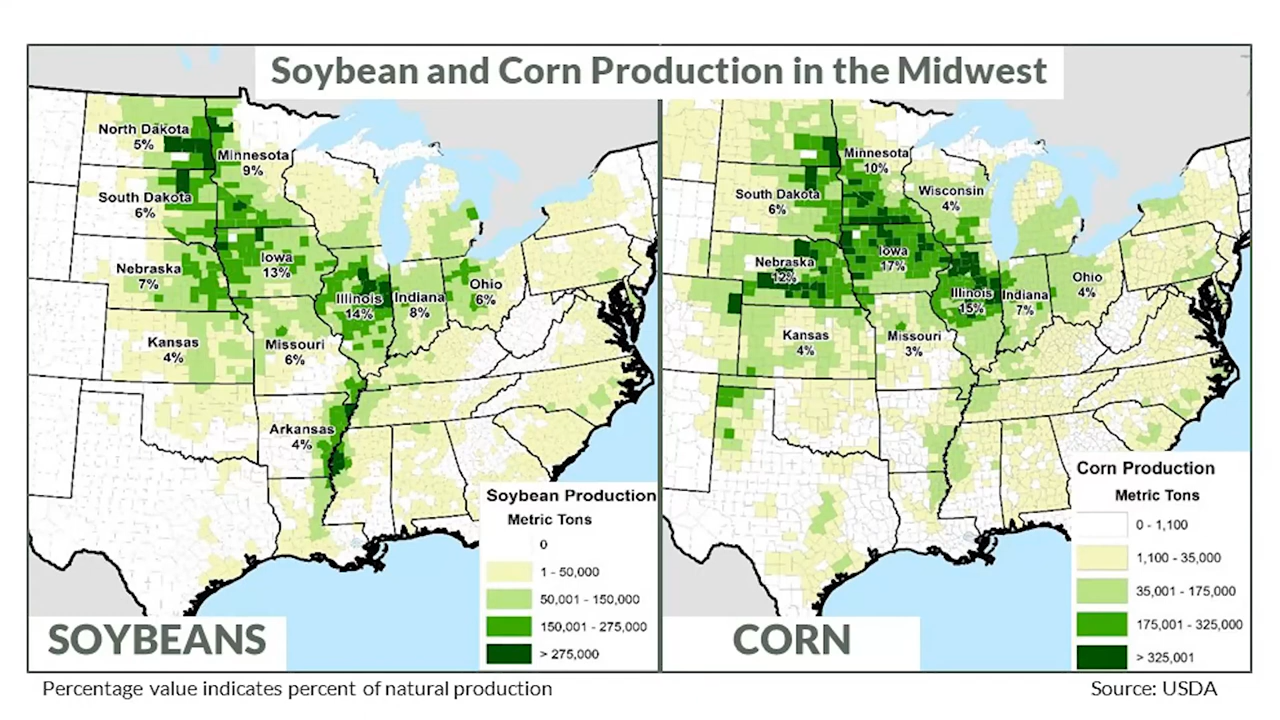 Soybean and Corn Production in the Midwest
North Dakota
5%
Minnesota
9%
South Dakota
6%
Iowa
13%
Nebraska
7%
Illinois
14%
Indiana
8%
Ohio
6%
Kansas
4%
Missouri
6%
Arkansas
4%
Soybean Production
Metric Tons
0
1 - 50,000
50,001 - 150,000
150,001 - 275,000
> 275,000
SOYBEANS
Minnesota
10%
South Dakota
6%
Wisconsin
4%
Iowa
17%
Nebraska
12%
Illinois
15%
Indiana
7%
Ohio
4%
Kansas
4%
Missouri
3%
Corn Production
Metric Tons
0 - 1,100
1,100 - 35,000
35,001 - 175,000
175,001 - 325,000
> 325,001
CORN
Percentage value indicates percent of natural production
Source: USDA